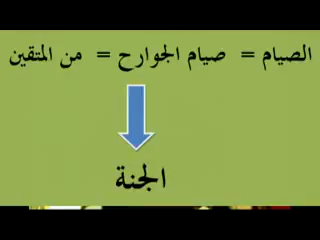 الصيام = صيام الجوارح = من المتقين
الجنة